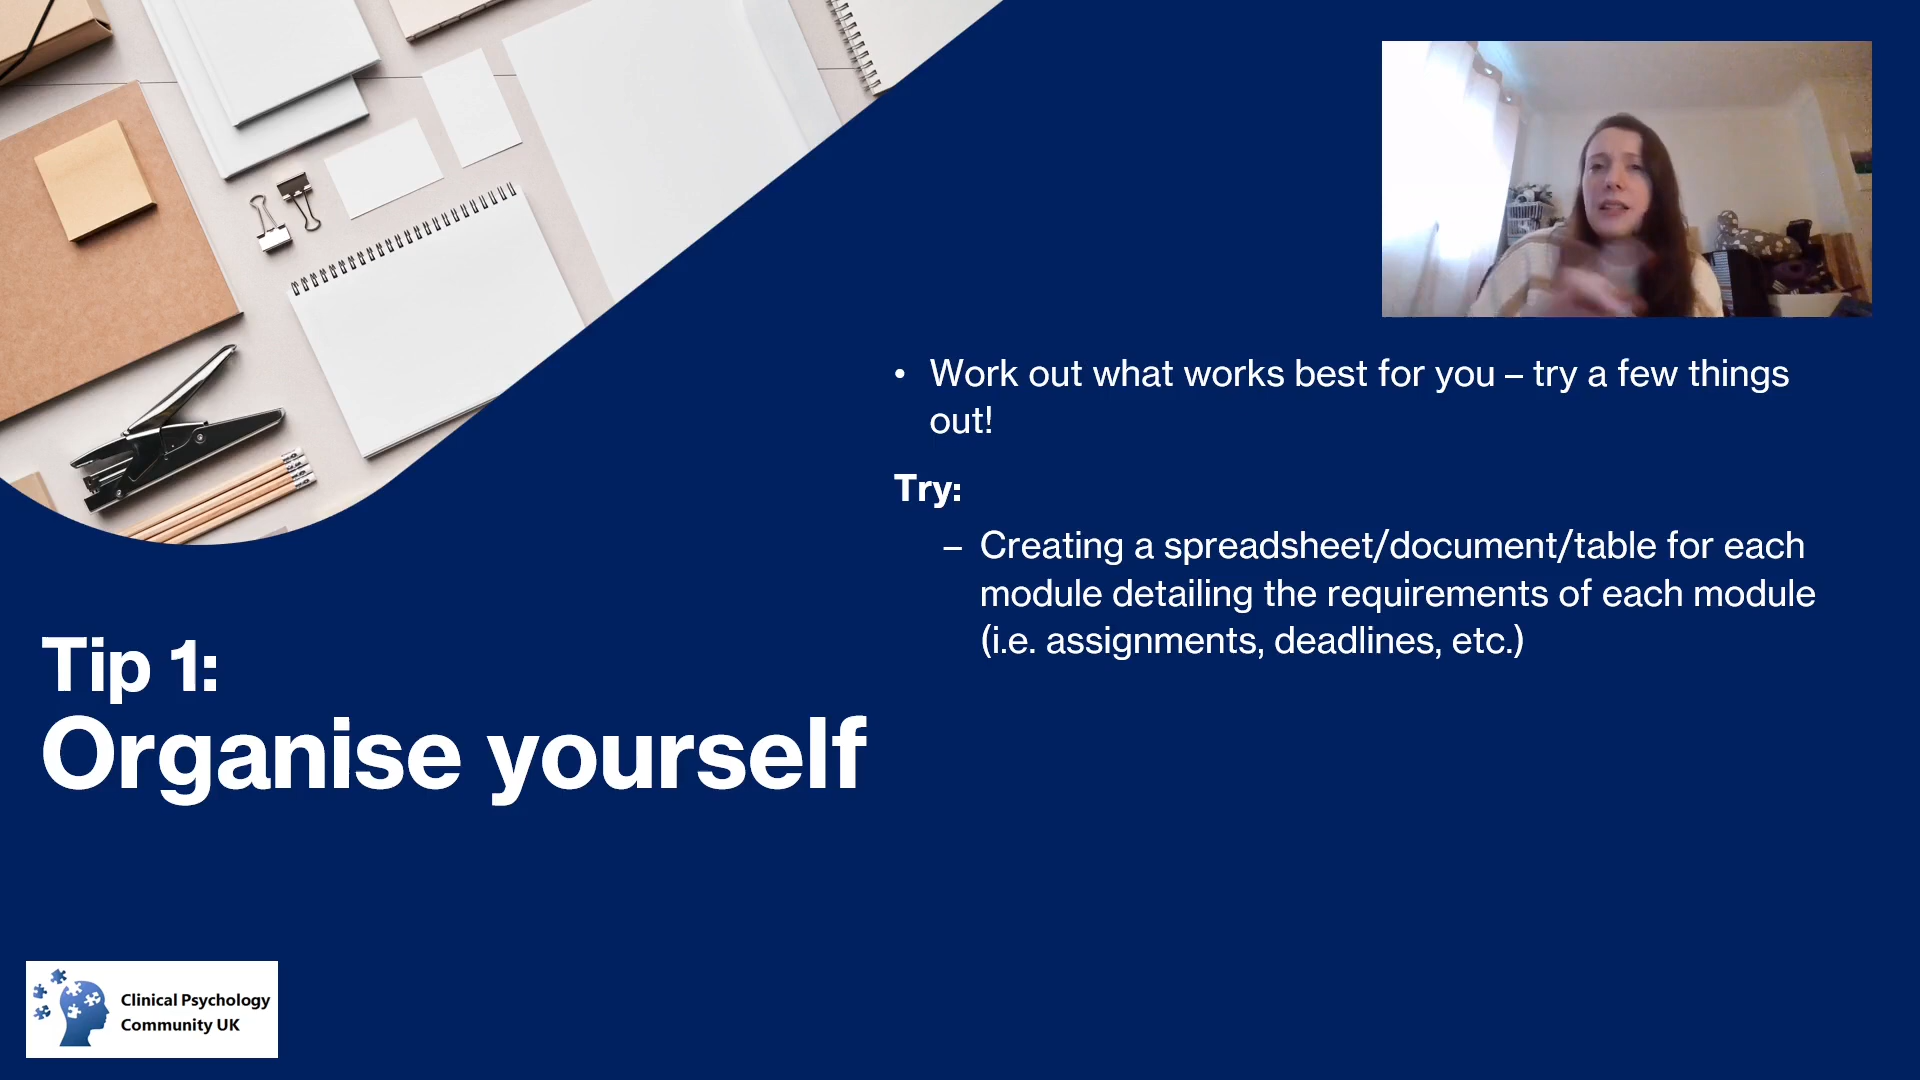 Tip 1:
Organise yourself
• Work out what works best for you – try a few things
out!
Try:
– Creating a spreadsheet/document/table for each
module detailing the requirements of each module
(i.e. assignments, deadlines, etc.)
Clinical Psychology
Community UK